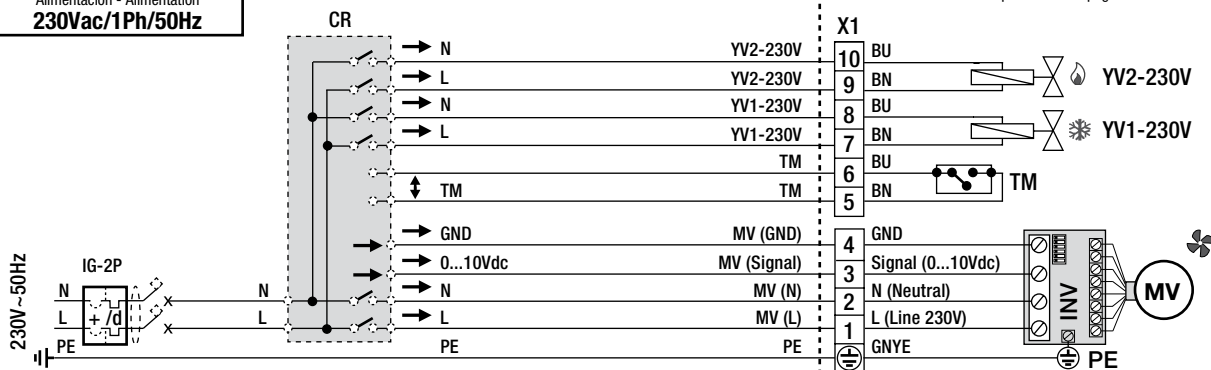 Alimentación - Alimentation
230Vac/1Ph/50Hz
CR
X1
N YV2-230V 10 BU
L YV2-230V 9 BN
YV2-230V
N YV1-230V 8 BU
L YV1-230V 7 BN
YV1-230V
TM 6 BU
TM TM 5 BN
TM
GND MV (GND) 4 GND
0...10Vdc MV (Signal) 3 Signal (0...10Vdc)
N MV (N) 2 N (Neutral)
L MV (L) 1 L (Line 230V)
PE PE GNYE
PE
INV
MV
230V~50Hz
IG-2P
N N
L + /d L
PE